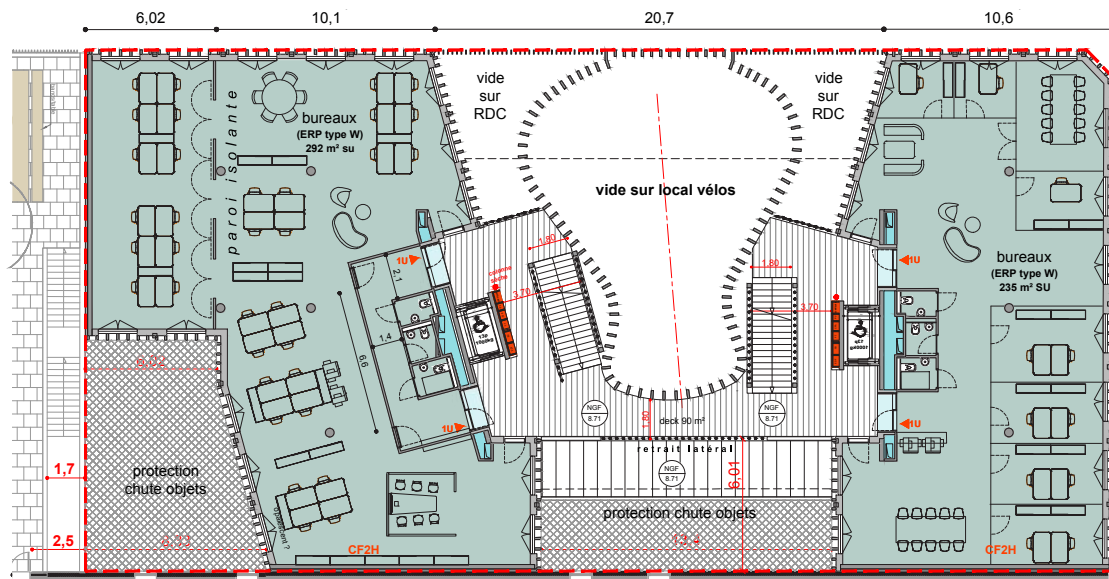 6,02
10,1
20,7
10,6
bureaux
(ERP type W)
292 m² su
paroi isolante
vide
sur
RDC
vide
sur
RDC
vide sur local vélos
bureaux
(ERP type W)
235 m² SU
1U
2,1
1,4
6,6
colonne
sèche
1,80
3,70
1,80
3,70
1U
1U
1U
6,02
NGF
8.71
NGF
8.71
1,80
deck 90 m²
retrait latéral
NGF
8.71
6,01
protection
chute objets
protection chute objets
1,7
2,5
CF2H
CF2H